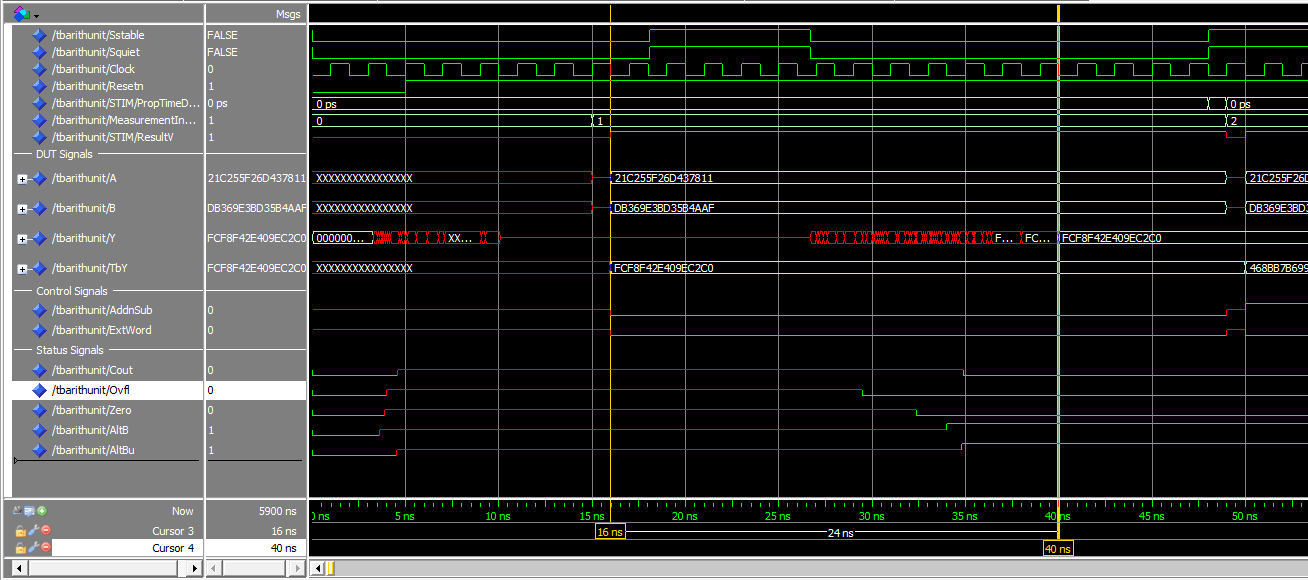 Msgs
/tbarithunit/Sstable FALSE
/tbarithunit/Squiet FALSE
/tbarithunit/Clock 0
/tbarithunit/Resetn 1
/tbarithunit/STIM/PropTimeD... 0 ps 0 ps 0 ps
/tbarithunit/MeasurementIn... 1 0 1 2
/tbarithunit/STIM/ResultV 1
DUT Signals
/tbarithunit/A 21C255F26D437811 XXXXXXXXXXXXXXXX 21C255F26D437811 21C255F26D
/tbarithunit/B DB369E3BD35B4AAF XXXXXXXXXXXXXXXX DB369E3BD35B4AAF DB369E3BD3
/tbarithunit/Y FCF8F42E409EC2C0 000000... XX... F... FC... FCF8F42E409EC2C0
/tbarithunit/TbY FCF8F42E409EC2C0 XXXXXXXXXXXXXXXX FCF8F42E409EC2C0 468BB7B699
Control Signals
/tbarithunit/AddnSub 0
/tbarithunit/ExtWord 0
Status Signals
/tbarithunit/Cout 0
/tbarithunit/Ovfl 0
/tbarithunit/Zero 0
/tbarithunit/AltB 1
/tbarithunit/AltBu 1
Now 5900 ns 0 ns 5 ns 10 ns 15 ns 20 ns 25 ns 30 ns 35 ns 40 ns 45 ns 50 ns
Cursor 3 16 ns 16 ns 24 ns
Cursor 4 40 ns 40 ns